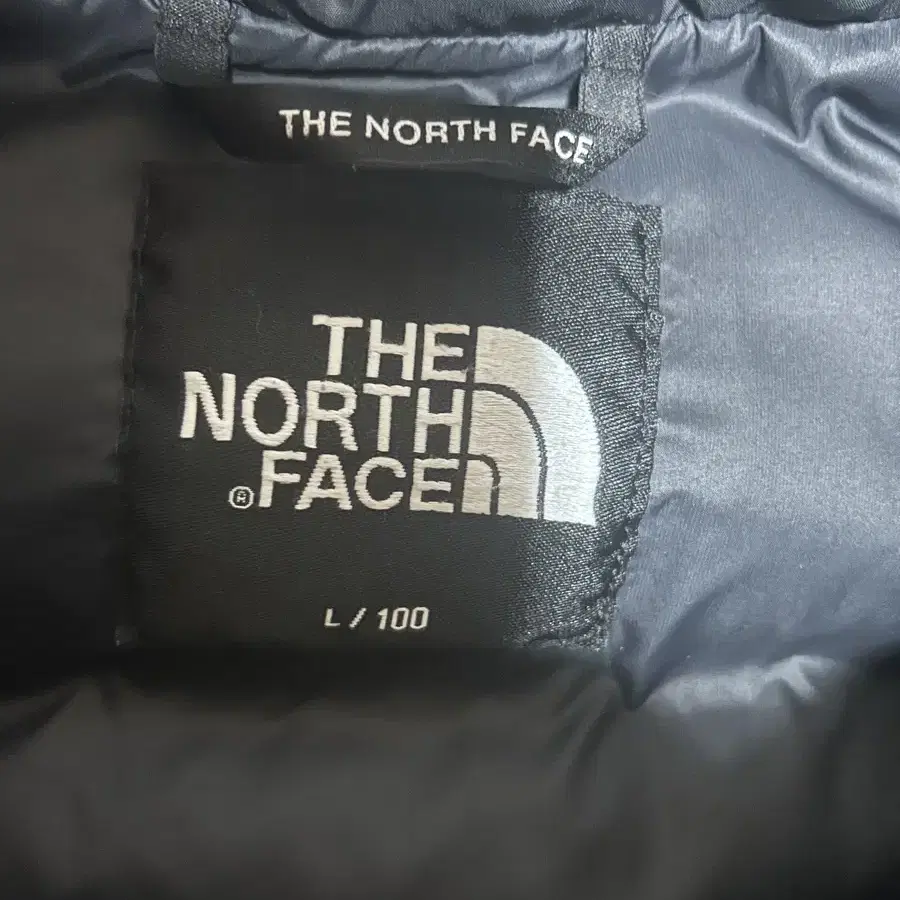 THE NORTH FACE
THE
NORTH
FACE
®
L / 100